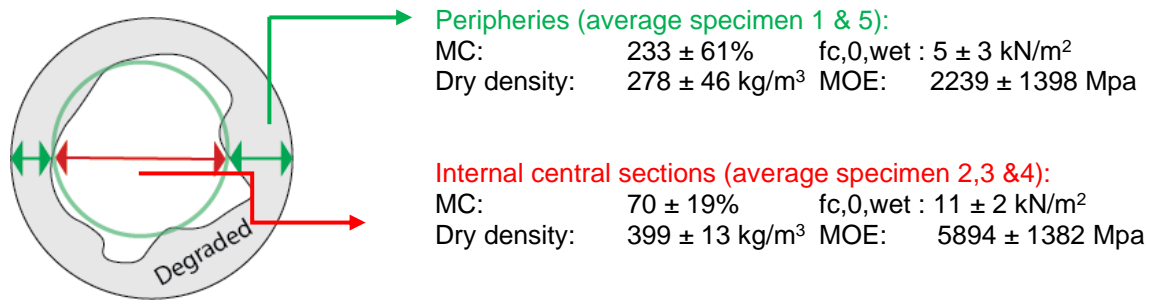 Peripheries (average specimen 1 & 5):
MC: 233 ± 61% fc,0,wet : 5 ± 3 kN/m²
Dry density: 278 ± 46 kg/m³ MOE: 2239 ± 1398 Mpa
Internal central sections (average specimen 2,3 &4):
MC: 70 ± 19% fc,0,wet : 11 ± 2 kN/m²
Dry density: 399 ± 13 kg/m³ MOE: 5894 ± 1382 Mpa
Degraded